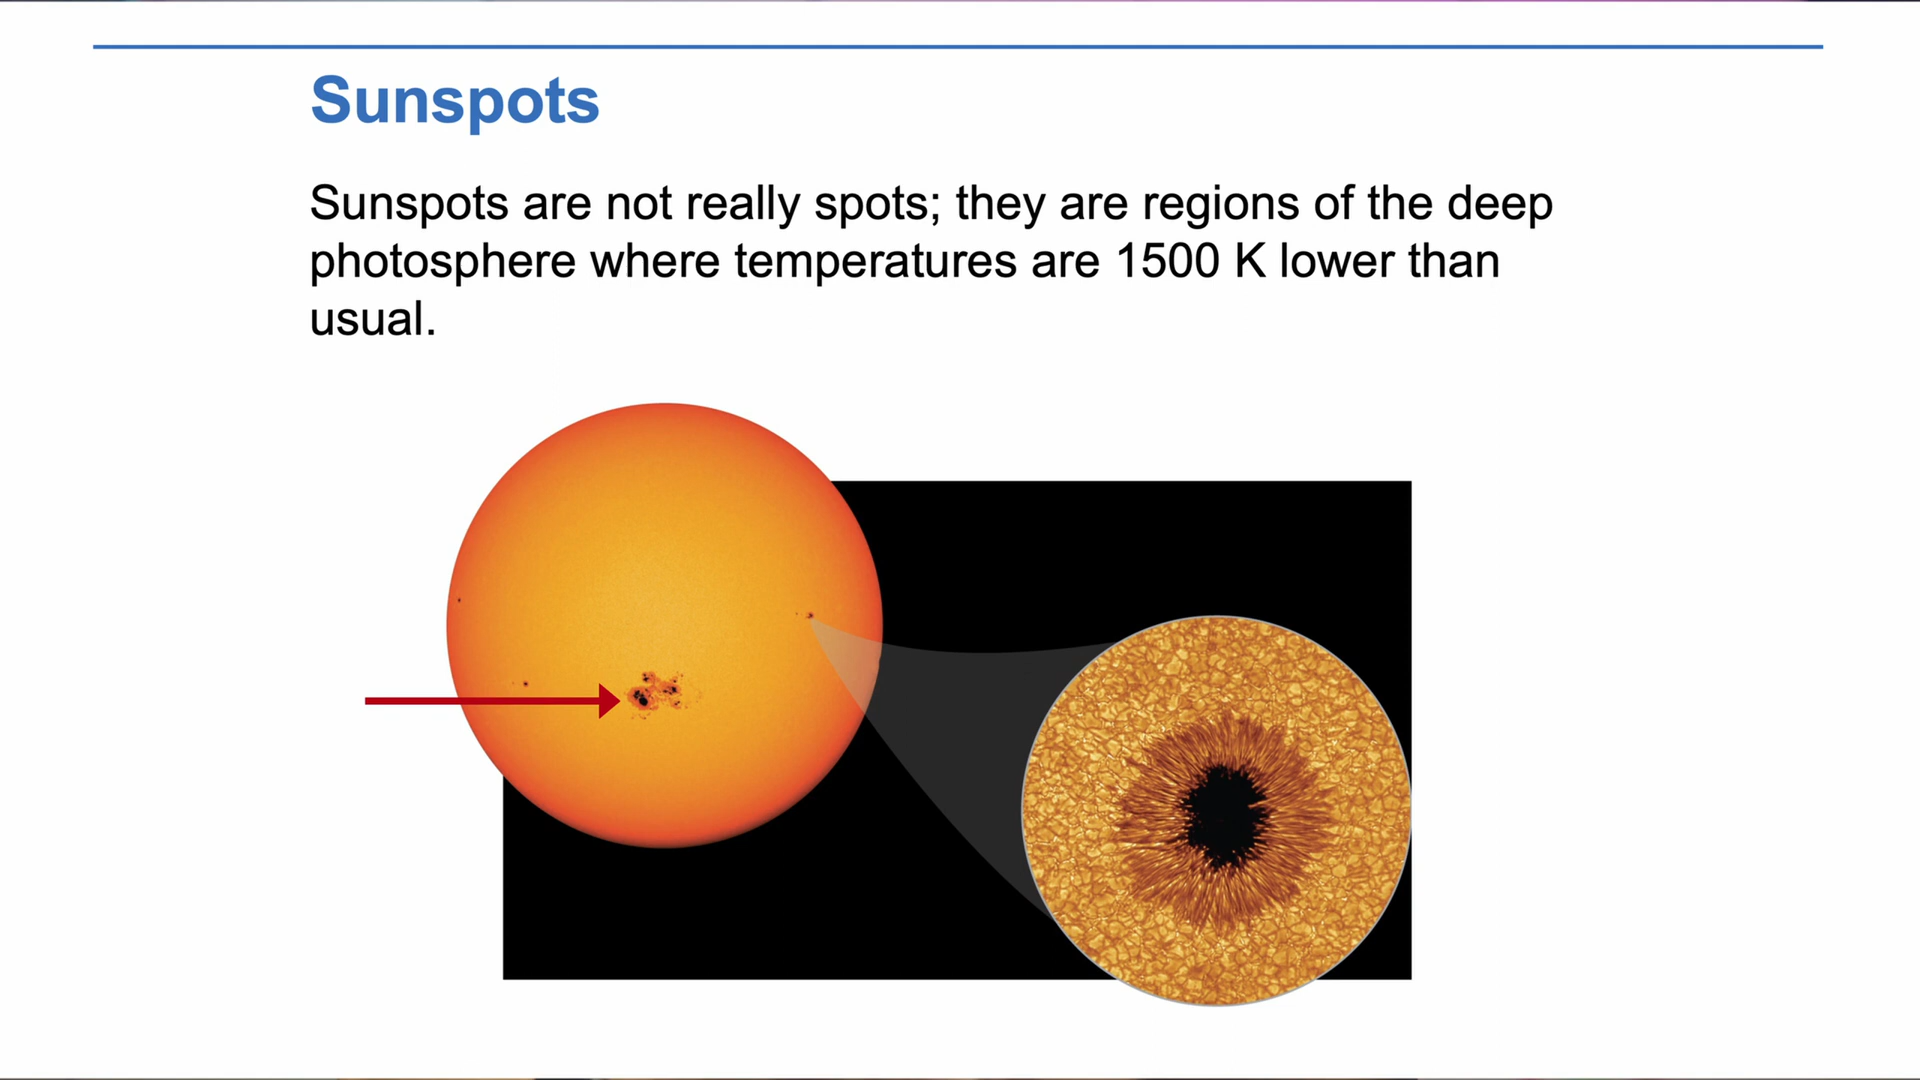 Sunspots
Sunspots are not really spots; they are regions of the deep
photosphere where temperatures are 1500 K lower than
usual.